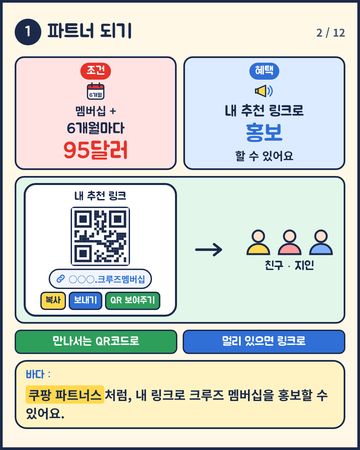 1 파트너 되기
2 / 12
조건
6개월
멤버십 +
6개월마다
95달러
혜택
내 추천 링크로
홍보
할 수 있어요
내 추천 링크
○○○.크루즈멤버십
복사
보내기
QR 보여주기
친구 · 지인
만나서는 QR코드로
멀리 있으면 링크로
바다 :
쿠팡 파트너스처럼, 내 링크로 크루즈 멤버십을 홍보할 수
있어요.